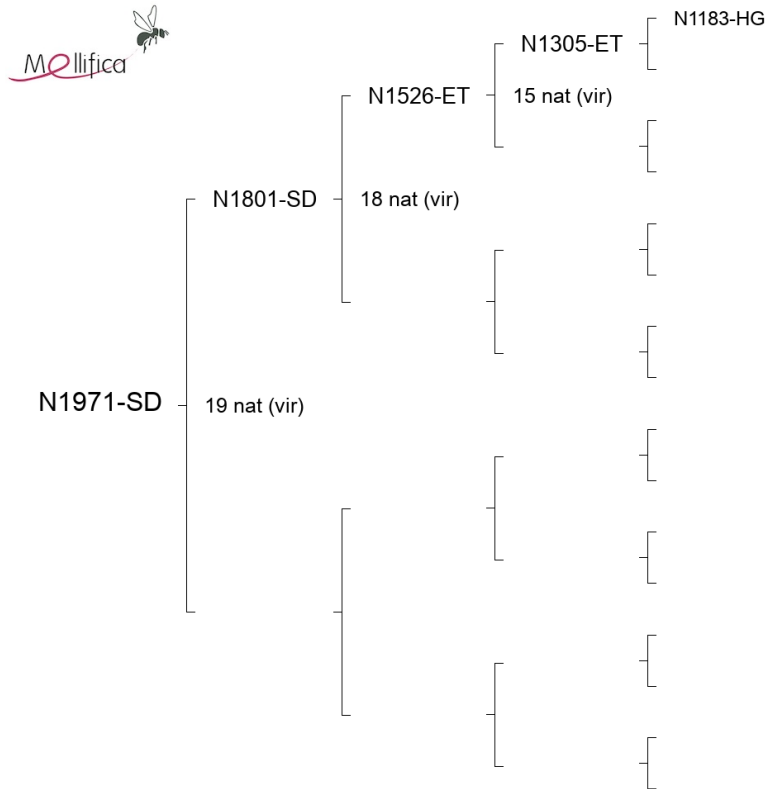 Mellifica
N1183-HG
N1305-ET
N1526-ET
15 nat (vir)
N1801-SD
18 nat (vir)
N1971-SD
19 nat (vir)